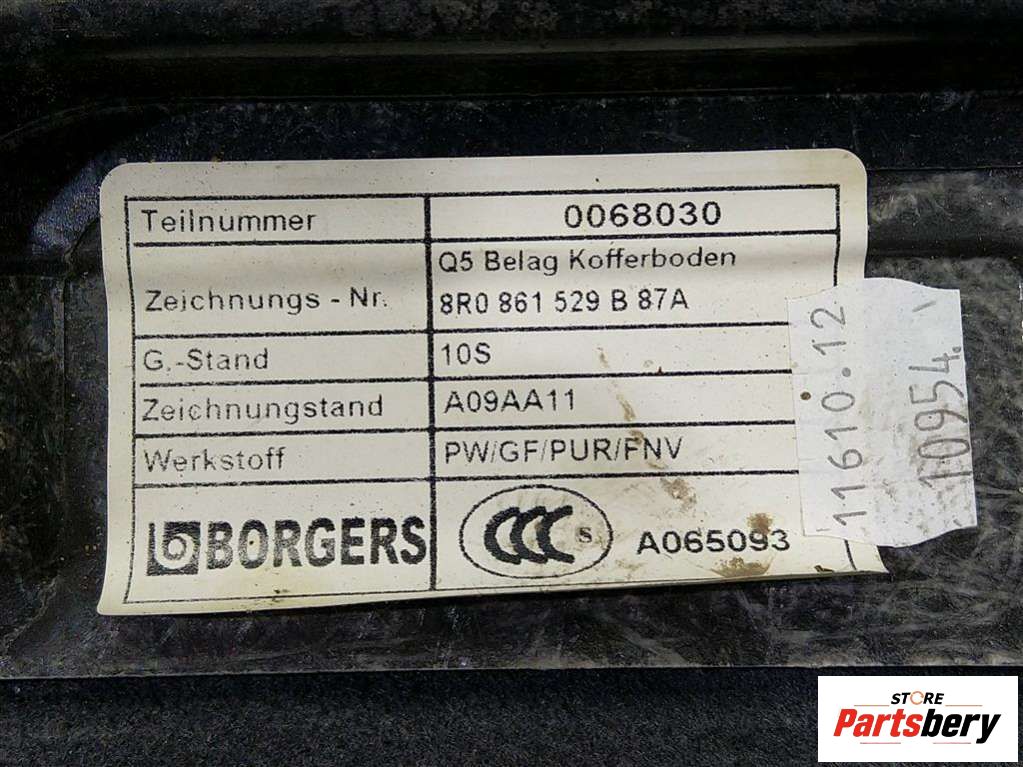 Teilnummer 0068030
Q5 Belag Kofferboden
Zeichnungs - Nr. 8R0 861 529 B 87A
G.-Stand 10S
Zeichnungstand A09AA11
Werkstoff PW/GF/PUR/FNV
BORGERS CCC S A065093
11610.12
10954.
STORE
Partsbery